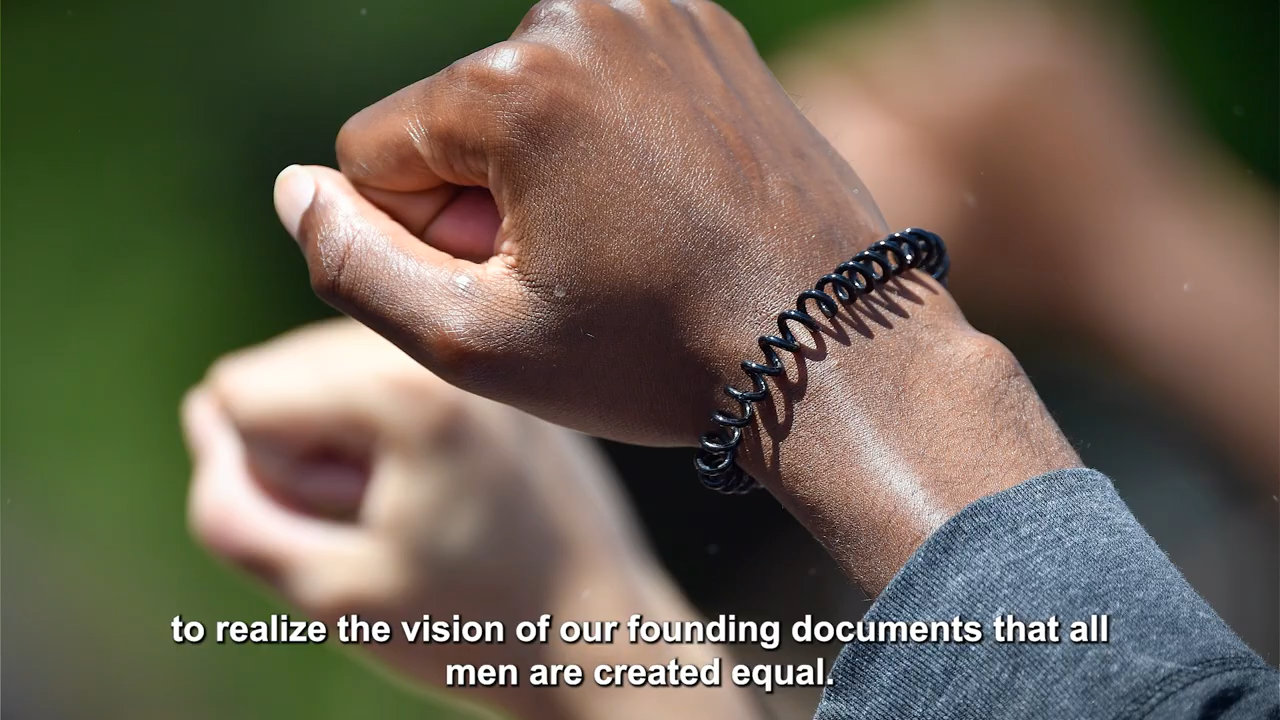 to realize the vision of our founding documents that all
men are created equal.